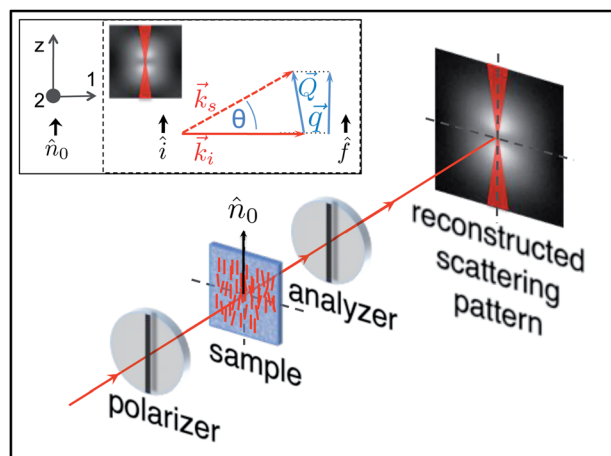 z
1
2
n̂₀
î
k⃗ₛ
θ
k⃗ᵢ
Q⃗
q⃗
f̂
n̂₀
polarizer
sample
analyzer
reconstructed
scattering
pattern